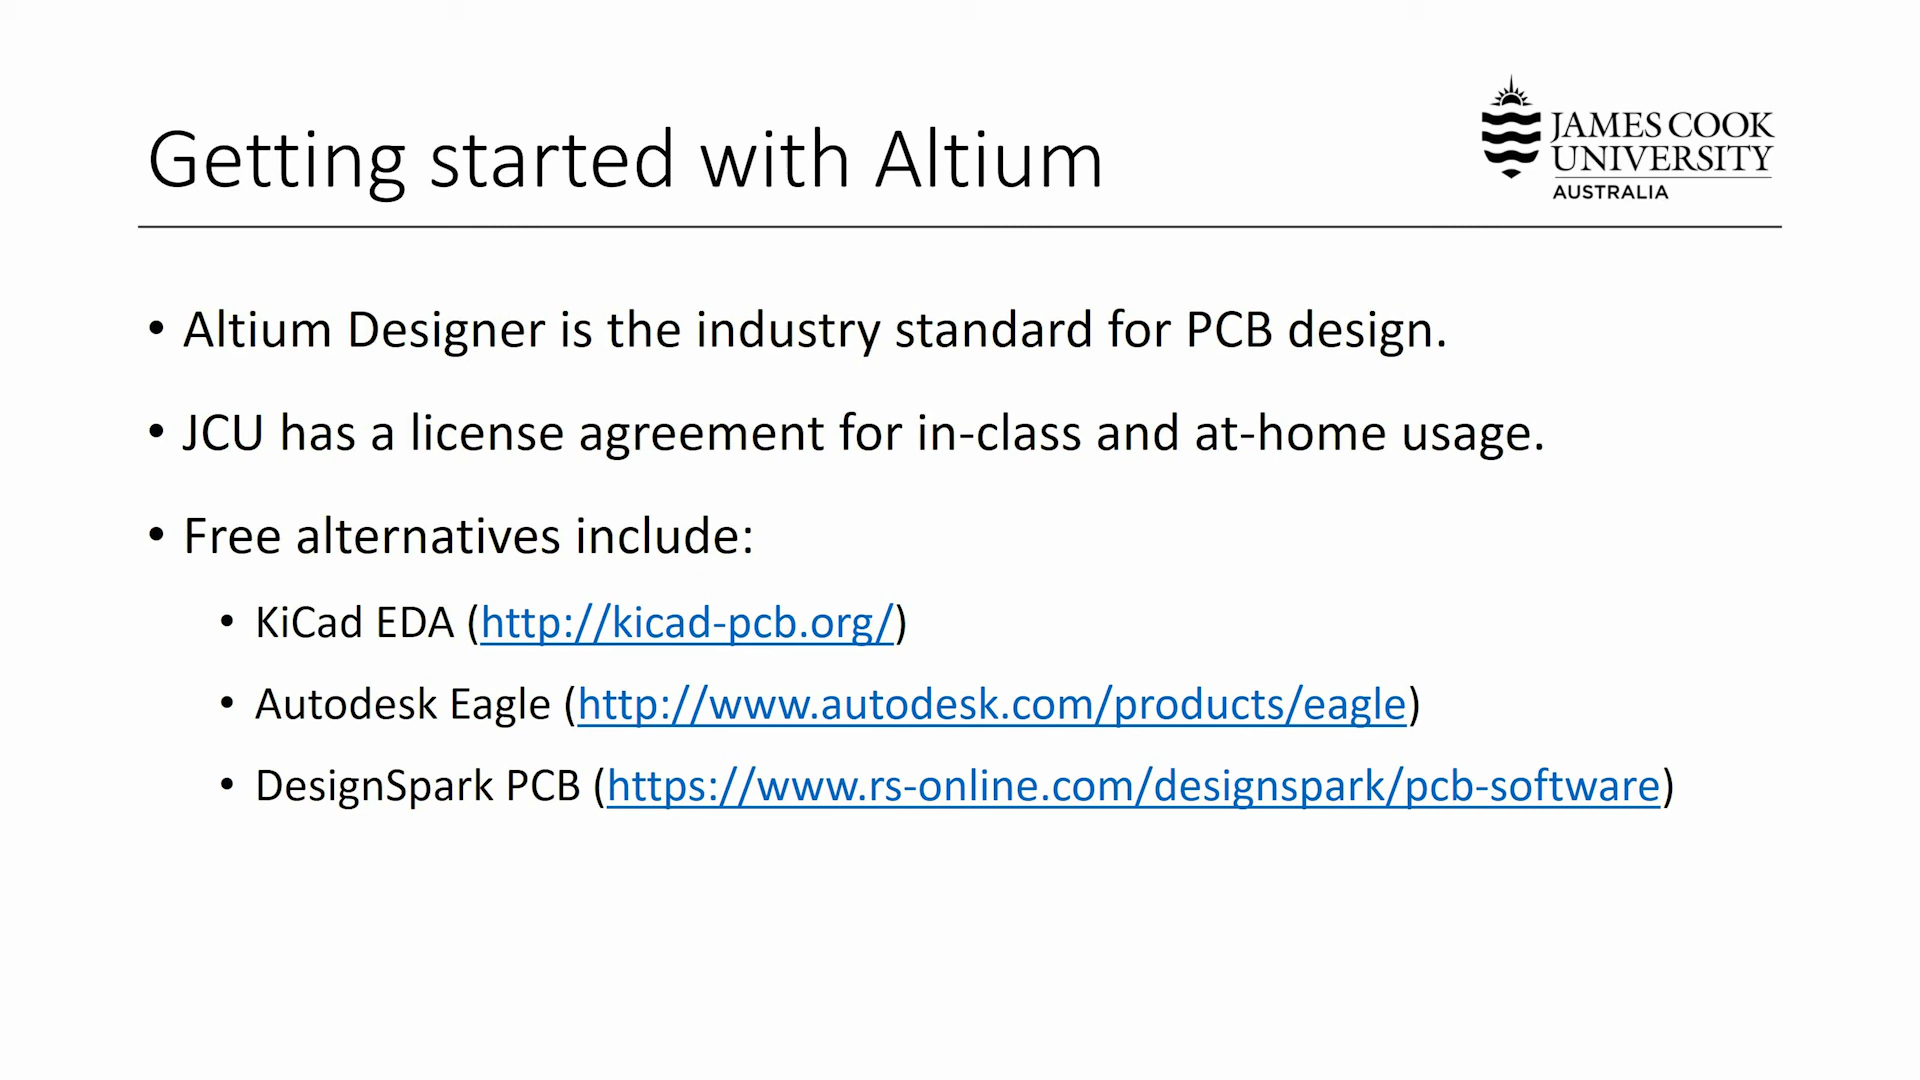 Getting started with Altium
JAMES COOK
UNIVERSITY
AUSTRALIA
• Altium Designer is the industry standard for PCB design.
• JCU has a license agreement for in-class and at-home usage.
• Free alternatives include:
• KiCad EDA (http://kicad-pcb.org/)
• Autodesk Eagle (http://www.autodesk.com/products/eagle)
• DesignSpark PCB (https://www.rs-online.com/designspark/pcb-software)